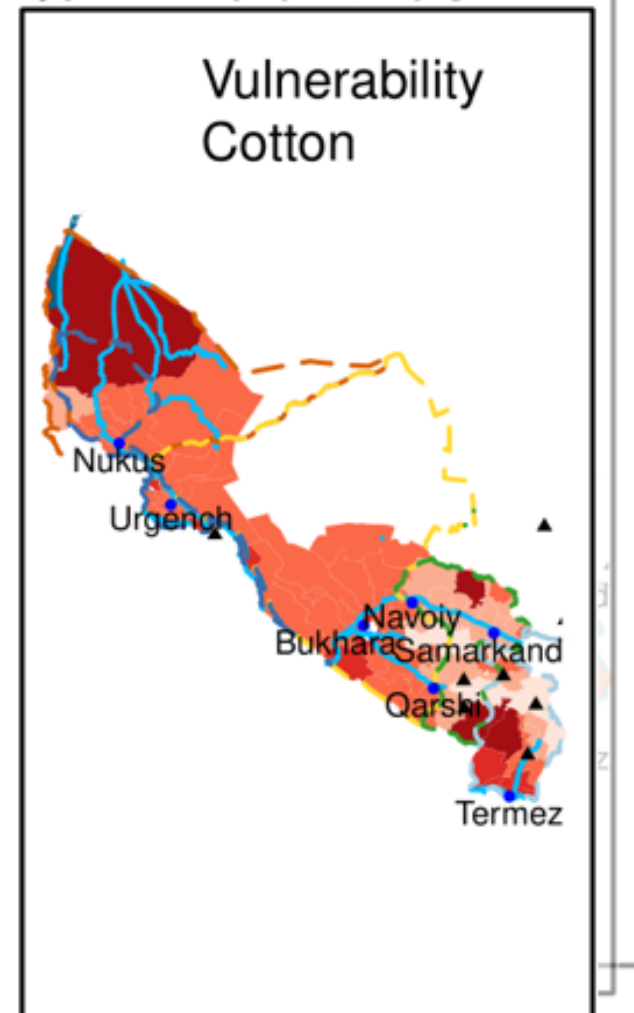 Vulnerability
Cotton
Nukus
Urgench
Navoiy
Bukhara
Samarkand
Qarshi
Termez